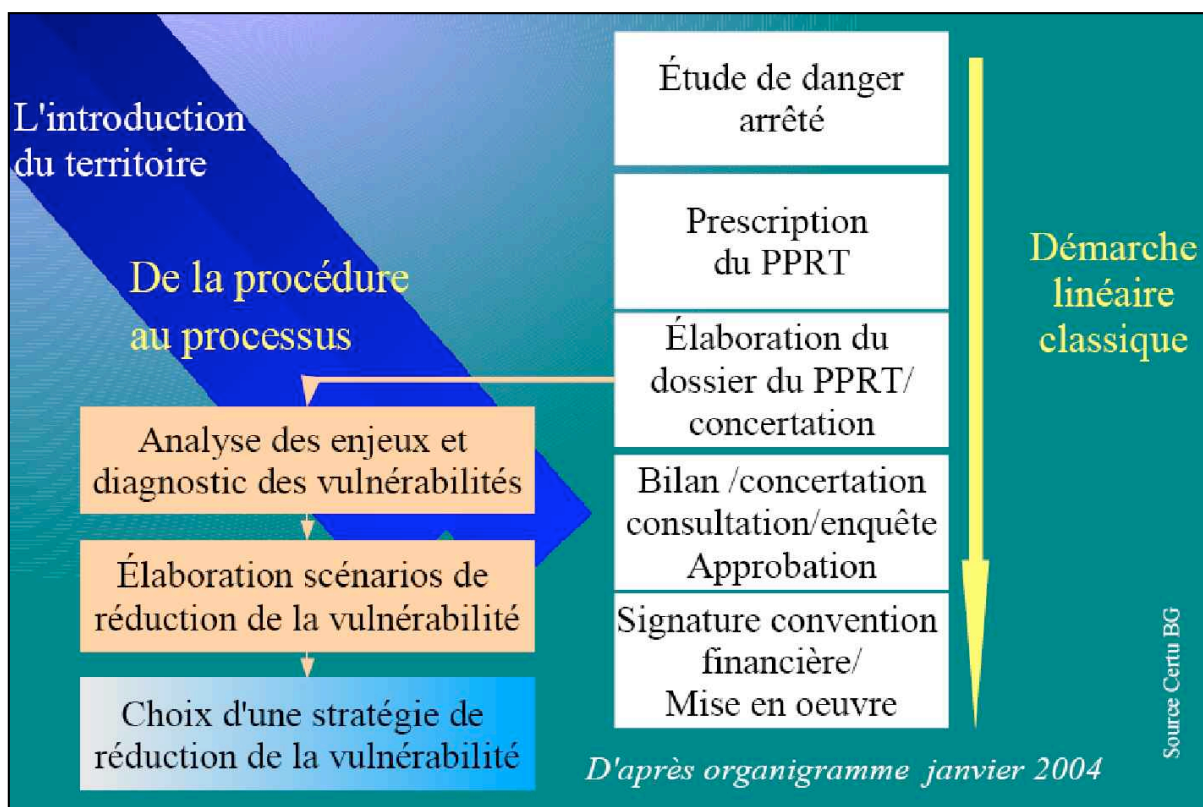 L'introduction
du territoire
De la procédure
au processus
Analyse des enjeux et
diagnostic des vulnérabilités
Élaboration scénarios de
réduction de la vulnérabilité
Choix d'une stratégie de
réduction de la vulnérabilité
Étude de danger
arrêté
Prescription
du PPRT
Élaboration du
dossier du PPRT/
concertation
Bilan /concertation
consultation/enquête
Approbation
Signature convention
financière/
Mise en oeuvre
Démarche
linéaire
classique
D'après organigramme janvier 2004
Source Certu BG